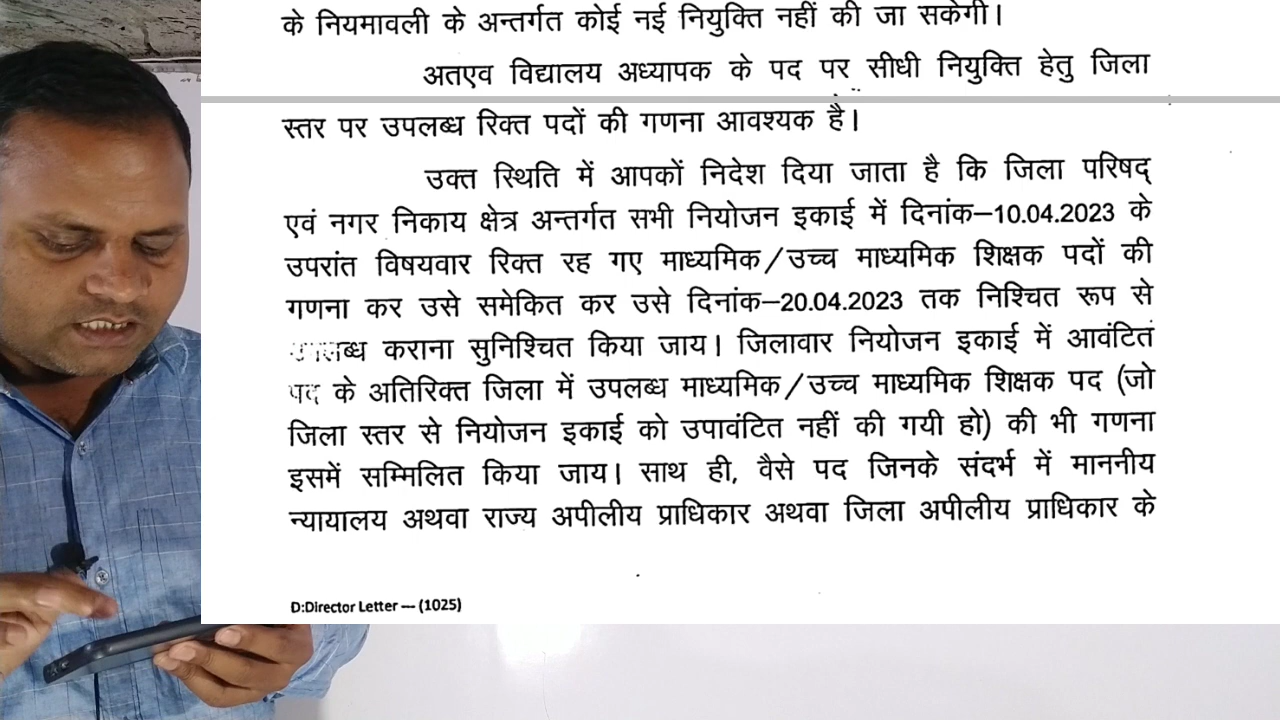 के नियमावली के अन्तर्गत कोई नई नियुक्ति नहीं की जा सकेगी।
अतएव विद्यालय अध्यापक के पद पर सीधी नियुक्ति हेतु जिला
स्तर पर उपलब्ध रिक्त पदों की गणना आवश्यक है।
उक्त स्थिति में आपकों निदेश दिया जाता है कि जिला परिषद्
एवं नगर निकाय क्षेत्र अन्तर्गत सभी नियोजन इकाई में दिनांक–10.04.2023 के
उपरांत विषयवार रिक्त रह गए माध्यमिक/उच्च माध्यमिक शिक्षक पदों की
गणना कर उसे समेकित कर उसे दिनांक–20.04.2023 तक निश्चित रूप से
उपलब्ध कराना सुनिश्चित किया जाय। जिलावार नियोजन इकाई में आवंटित
पद के अतिरिक्त जिला में उपलब्ध माध्यमिक/उच्च माध्यमिक शिक्षक पद (जो
जिला स्तर से नियोजन इकाई को उपावंटित नहीं की गयी हो) की भी गणना
इसमें सम्मिलित किया जाय। साथ ही, वैसे पद जिनके संदर्भ में माननीय
न्यायालय अथवा राज्य अपीलीय प्राधिकार अथवा जिला अपीलीय प्राधिकार के
D:Director Letter --- (1025)